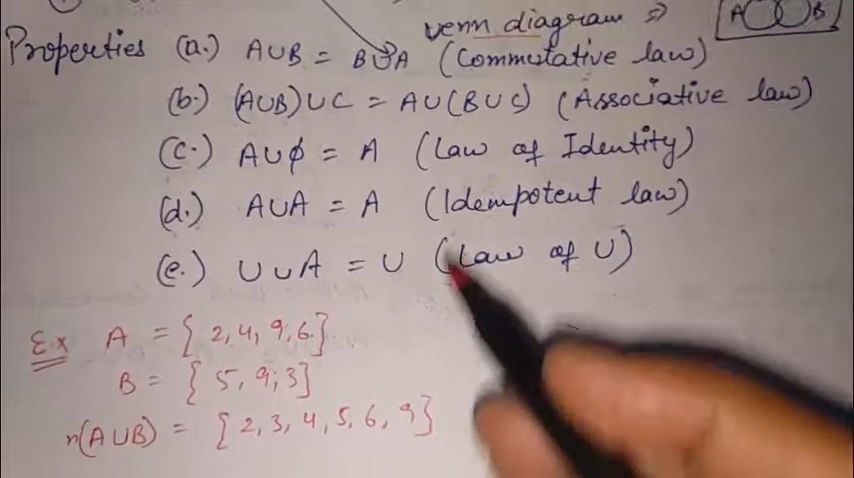 venn diagram ⇒ A B
Properties (a.) A∪B = B∪A (Commutative law)
(b.) (A∪B)∪C = A∪(B∪C) (Associative law)
(c.) A∪ϕ = A (Law of Identity)
(d.) A∪A = A (Idempotent law)
(e.) U∪A = U (Law of U)
Ex A = {2, 4, 9, 6.}
B = {5, 9, 3}
n(A∪B) = {2, 3, 4, 5, 6, 9}